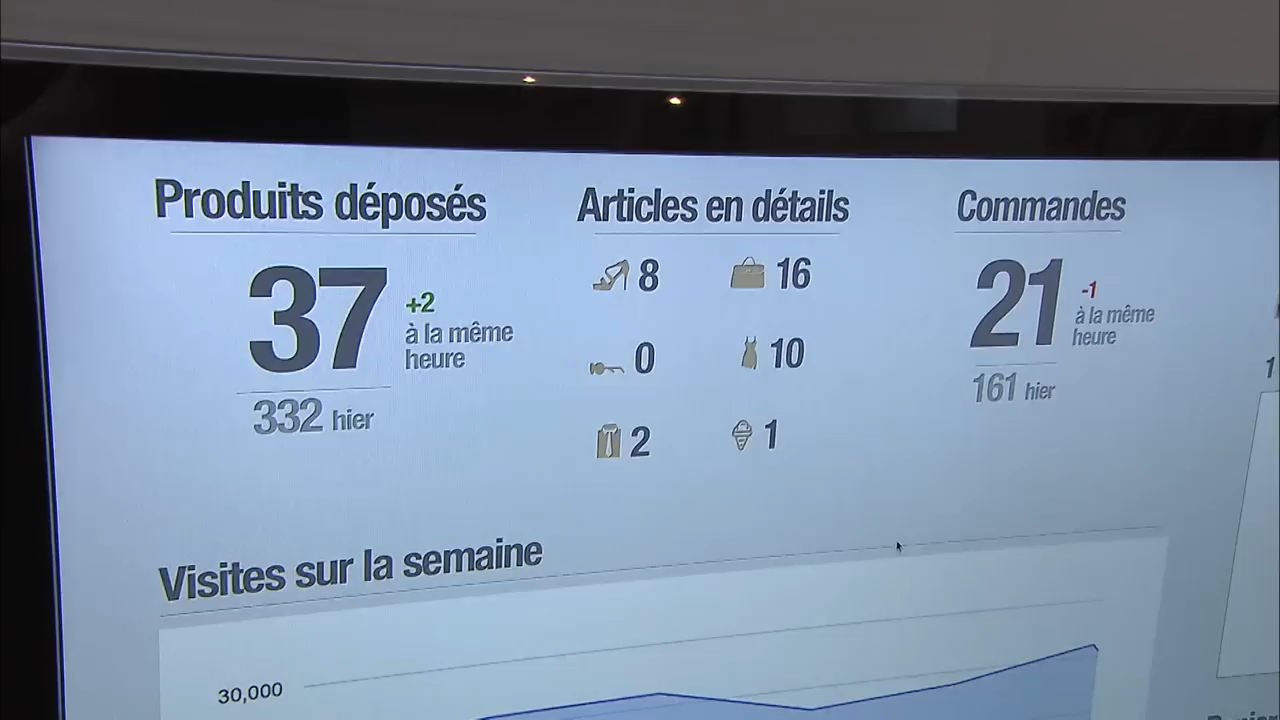 Produits déposés
37
+2
à la même
heure
332 hier
Articles en détails
8
16
0
10
2
1
Commandes
21
-1
à la même
heure
161 hier
Visites sur la semaine
30,000